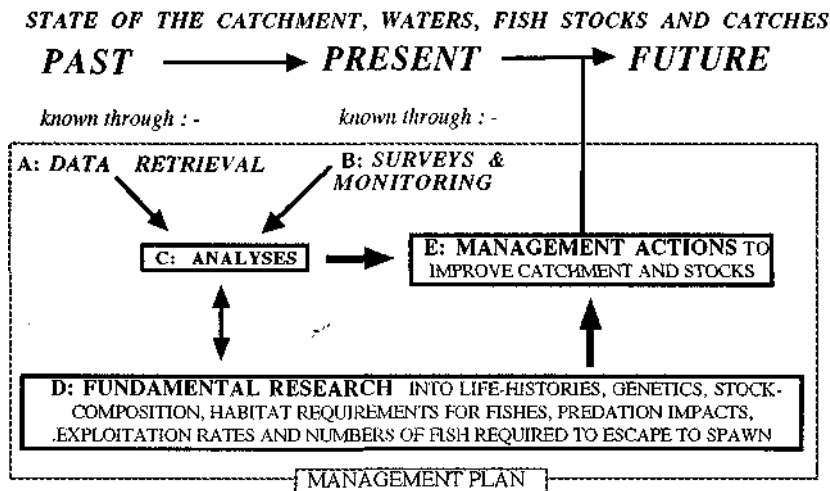 STATE OF THE CATCHMENT, WATERS, FISH STOCKS AND CATCHES
PAST PRESENT FUTURE
known through : - known through : -
A: DATA RETRIEVAL
B: SURVEYS &
MONITORING
C: ANALYSES
E: MANAGEMENT ACTIONS TO
IMPROVE CATCHMENT AND STOCKS
D: FUNDAMENTAL RESEARCH INTO LIFE-HISTORIES, GENETICS, STOCK-
COMPOSITION, HABITAT REQUIREMENTS FOR FISHES, PREDATION IMPACTS,
.EXPLOITATION RATES AND NUMBERS OF FISH REQUIRED TO ESCAPE TO SPAWN
MANAGEMENT PLAN